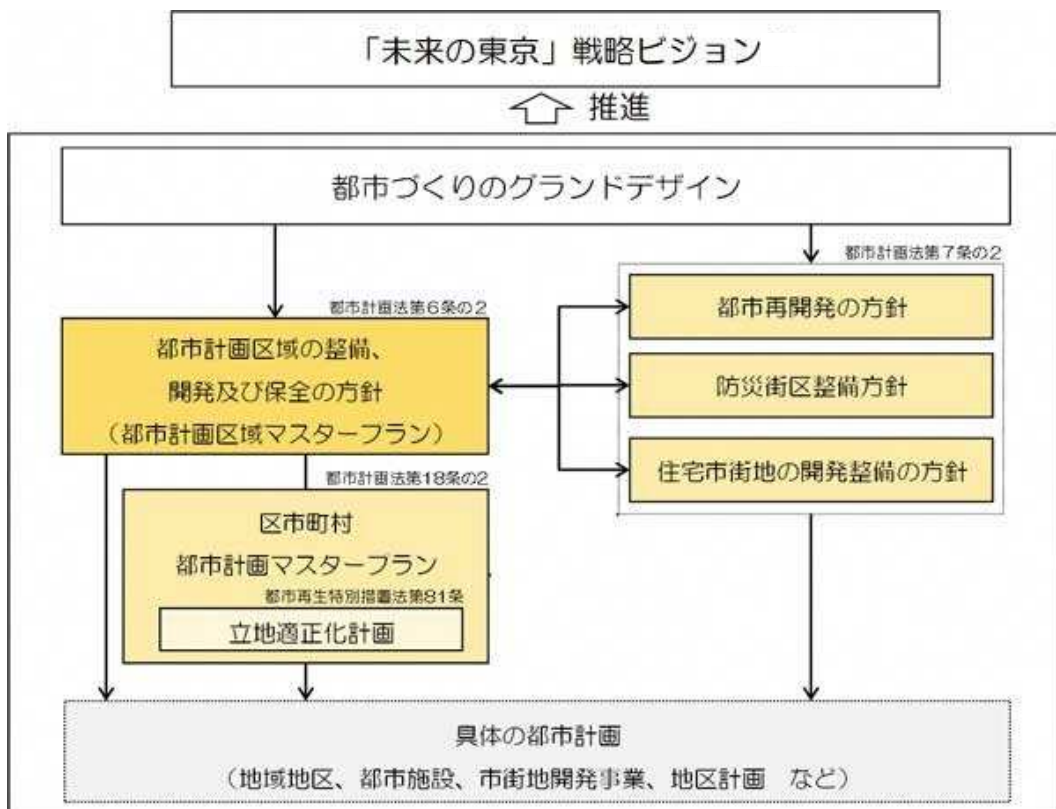 「未来の東京」戦略ビジョン
推進
都市づくりのグランドデザイン
都市計画法第6条の2
都市計画区域の整備、
開発及び保全の方針
(都市計画区域マスタープラン)
都市計画法第7条の2
都市再開発の方針
防災街区整備方針
住宅市街地の開発整備の方針
都市計画法第18条の2
区市町村
都市計画マスタープラン
都市再生特別措置法第81条
立地適正化計画
具体の都市計画
(地域地区、都市施設、市街地開発事業、地区計画 など)